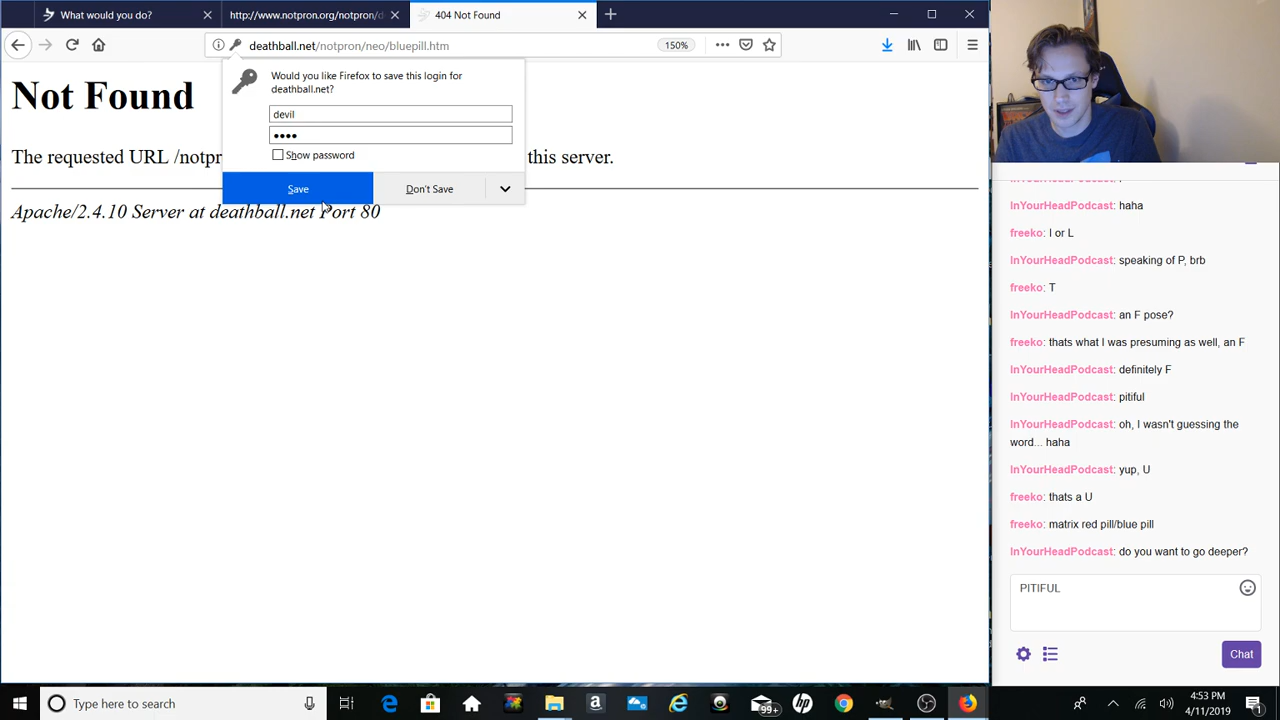 What would you do?
http://www.notpron.org/notpron/d
404 Not Found
deathball.net/notpron/neo/bluepill.htm
150%
Would you like Firefox to save this login for
deathball.net?
devil
••••
Show password
Save
Don't Save
Not Found
The requested URL /notpr
this server.
Apache/2.4.10 Server at deathball.net Port 80
InYourHeadPodcast: haha
freeko: I or L
InYourHeadPodcast: speaking of P, brb
freeko: T
InYourHeadPodcast: an F pose?
freeko: thats what I was presuming as well, an F
InYourHeadPodcast: definitely F
InYourHeadPodcast: pitiful
InYourHeadPodcast: oh, I wasn't guessing the
word... haha
InYourHeadPodcast: yup, U
freeko: thats a U
freeko: matrix red pill/blue pill
InYourHeadPodcast: do you want to go deeper?
PITIFUL
Chat
Type here to search
99+
4:53 PM
4/11/2019
1